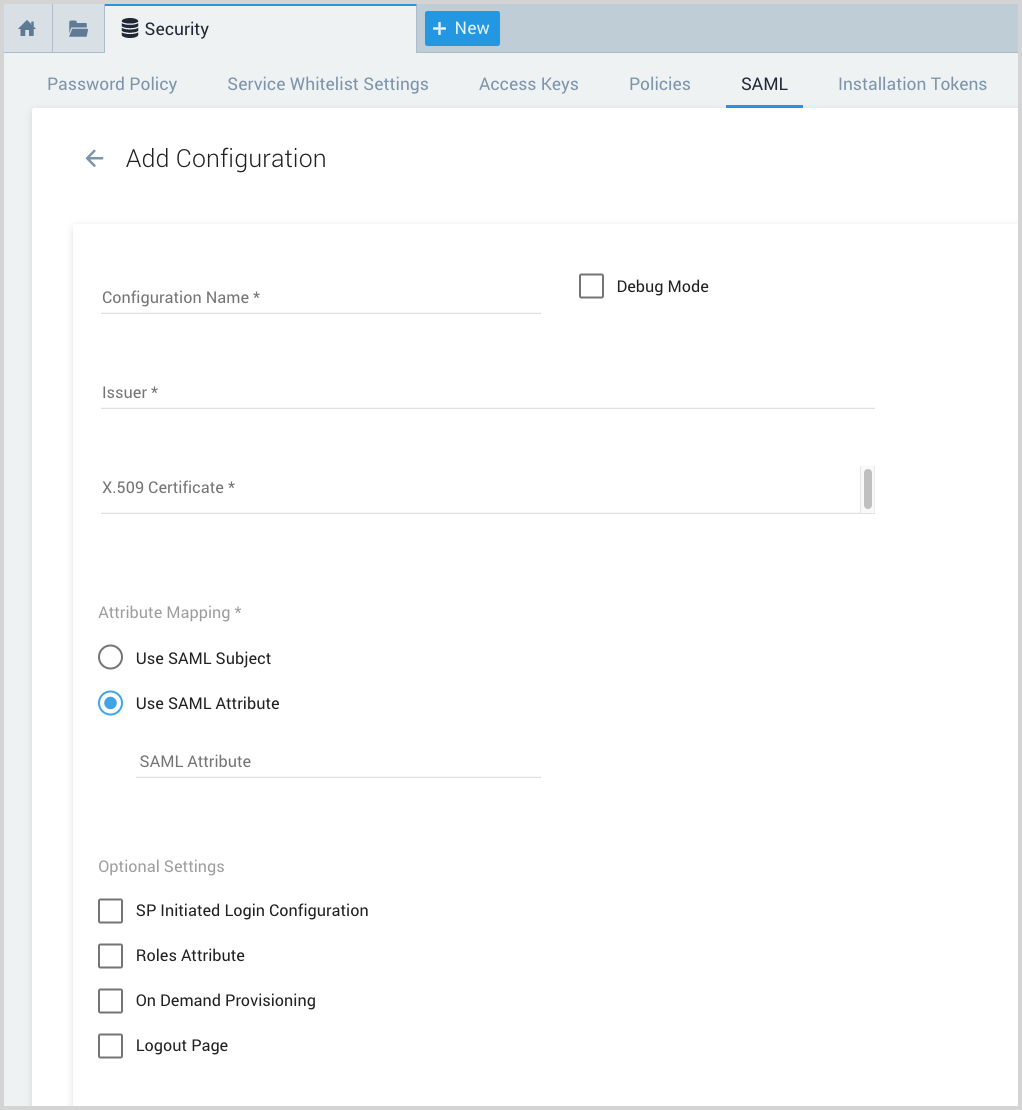 Security
+ New
Password Policy Service Whitelist Settings Access Keys Policies SAML Installation Tokens
Add Configuration
Configuration Name *
Debug Mode
Issuer *
X.509 Certificate *
Attribute Mapping *
Use SAML Subject
Use SAML Attribute
SAML Attribute
Optional Settings
SP Initiated Login Configuration
Roles Attribute
On Demand Provisioning
Logout Page